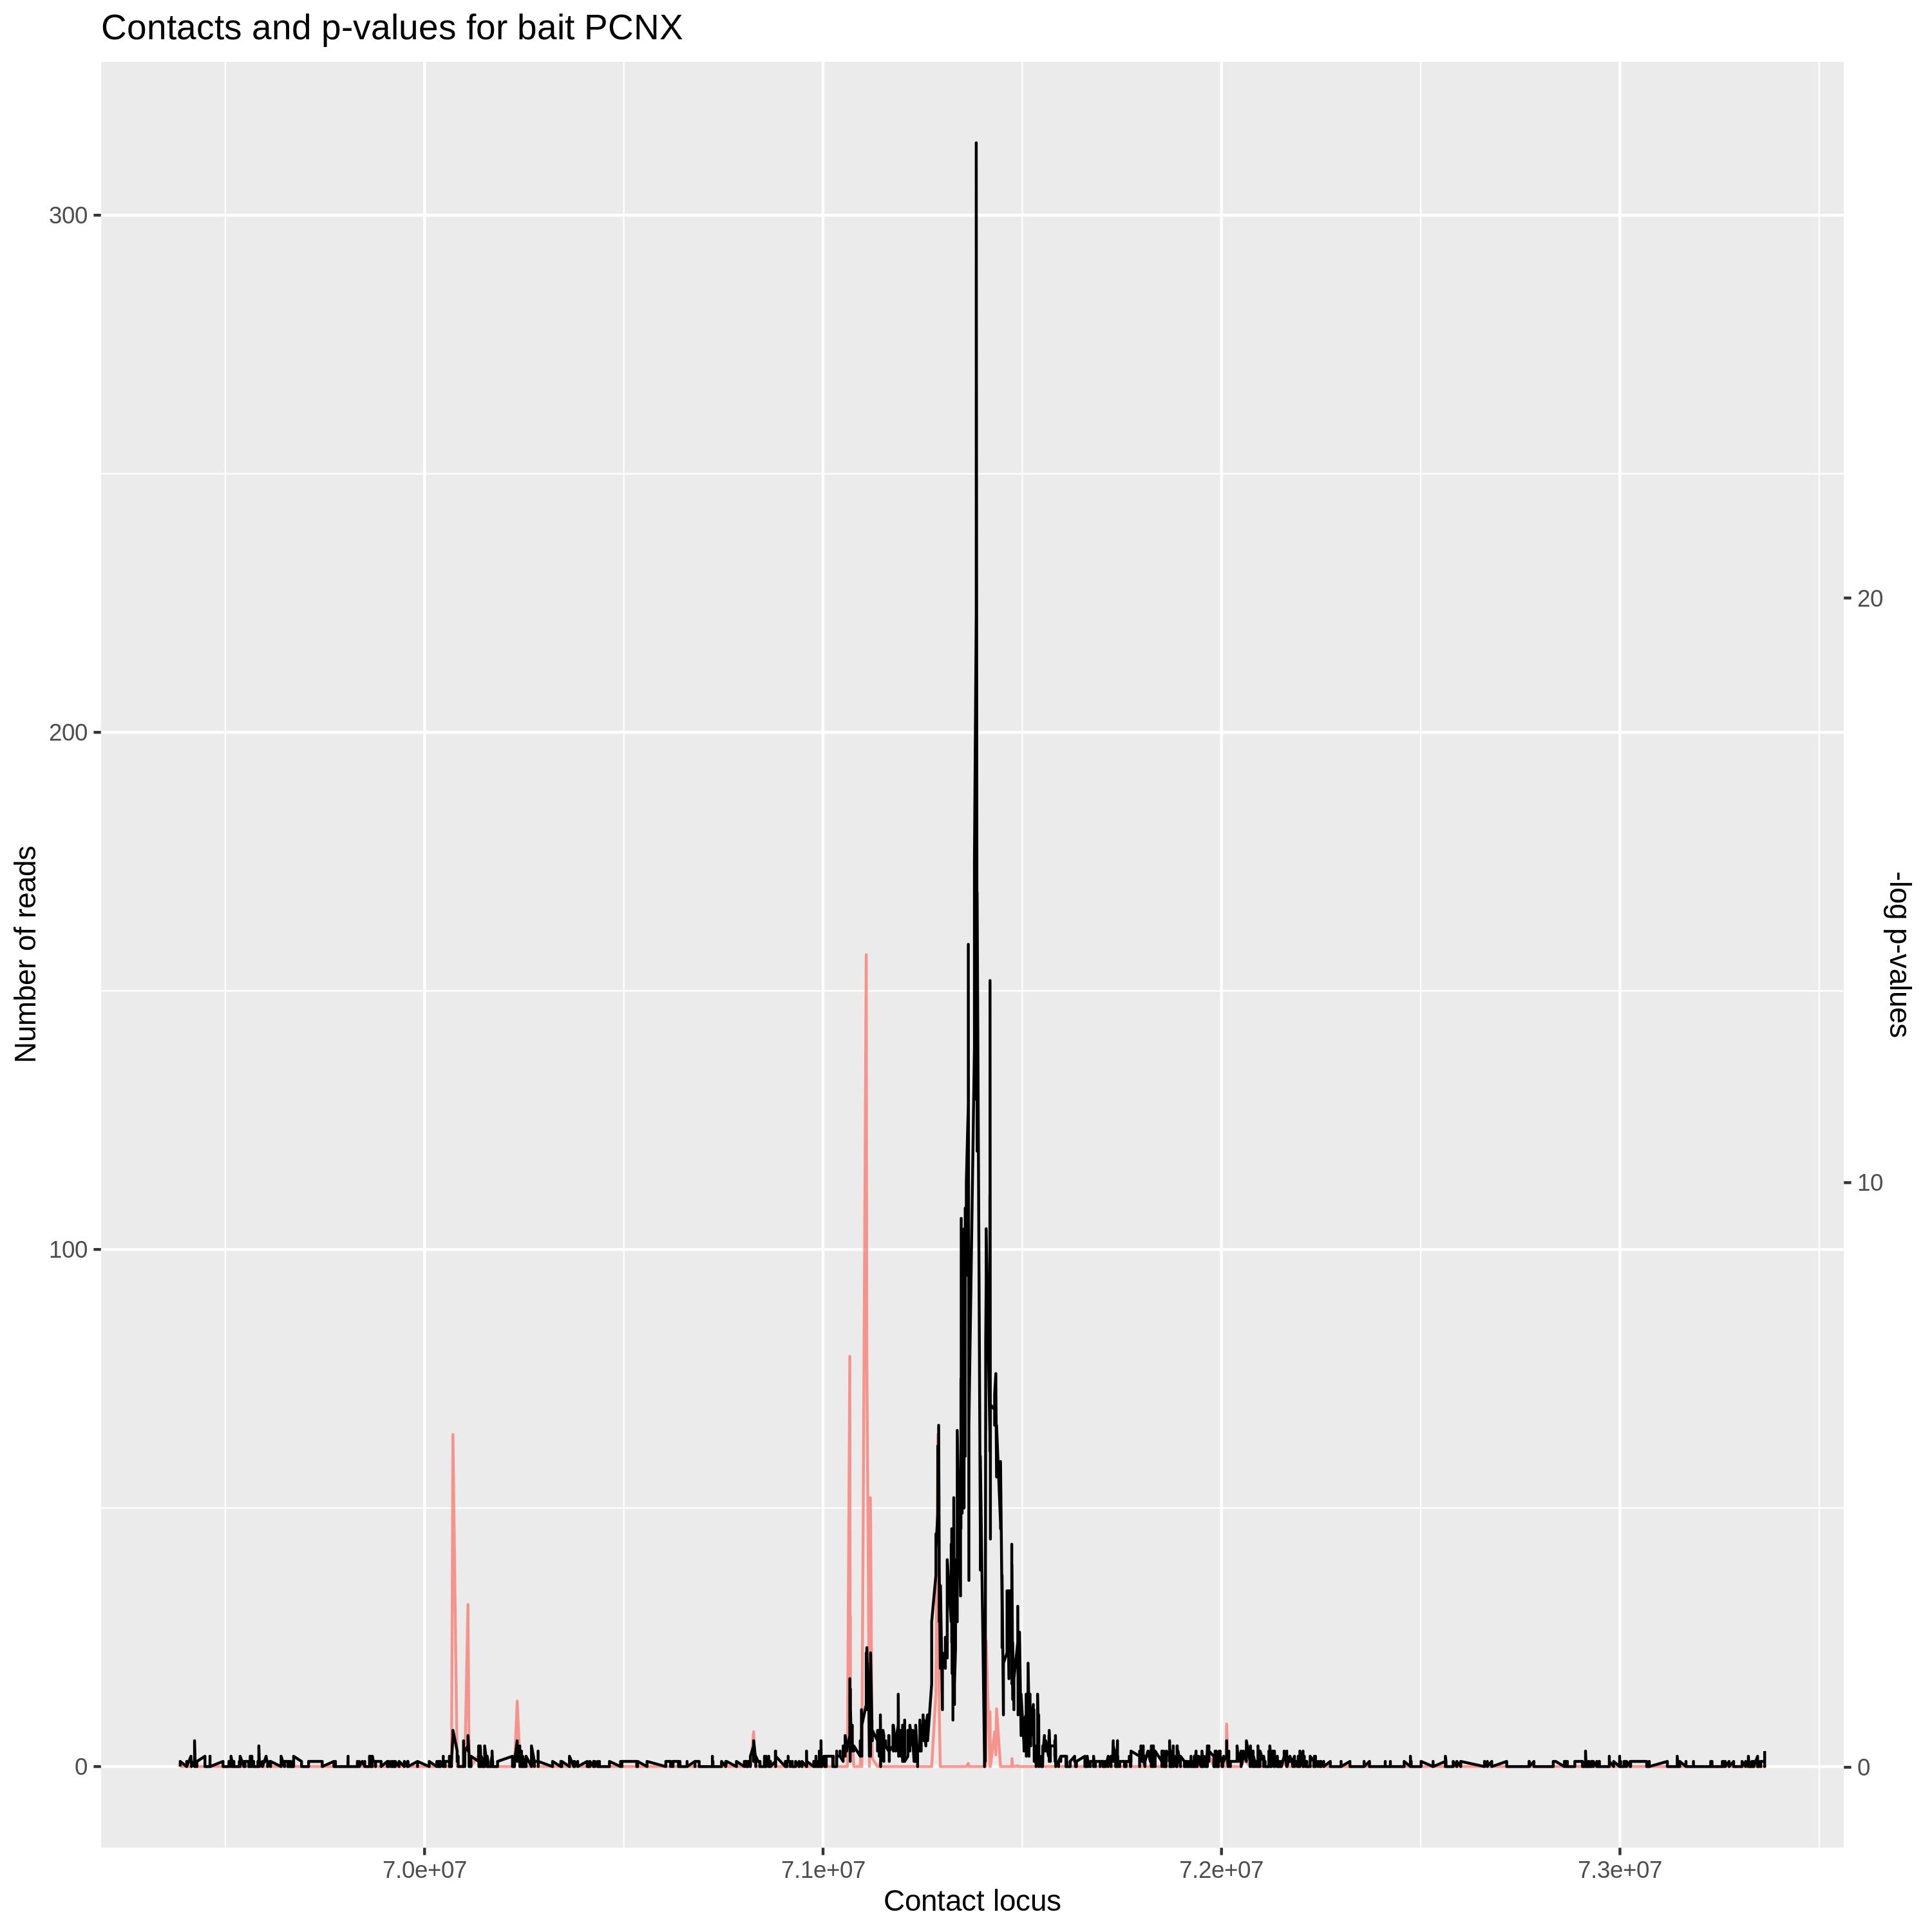 Contacts and p-values for bait PCNX
300
200
100
0
20
10
0
Number of reads
-log p-values
7.0e+07
7.1e+07
7.2e+07
7.3e+07
Contact locus